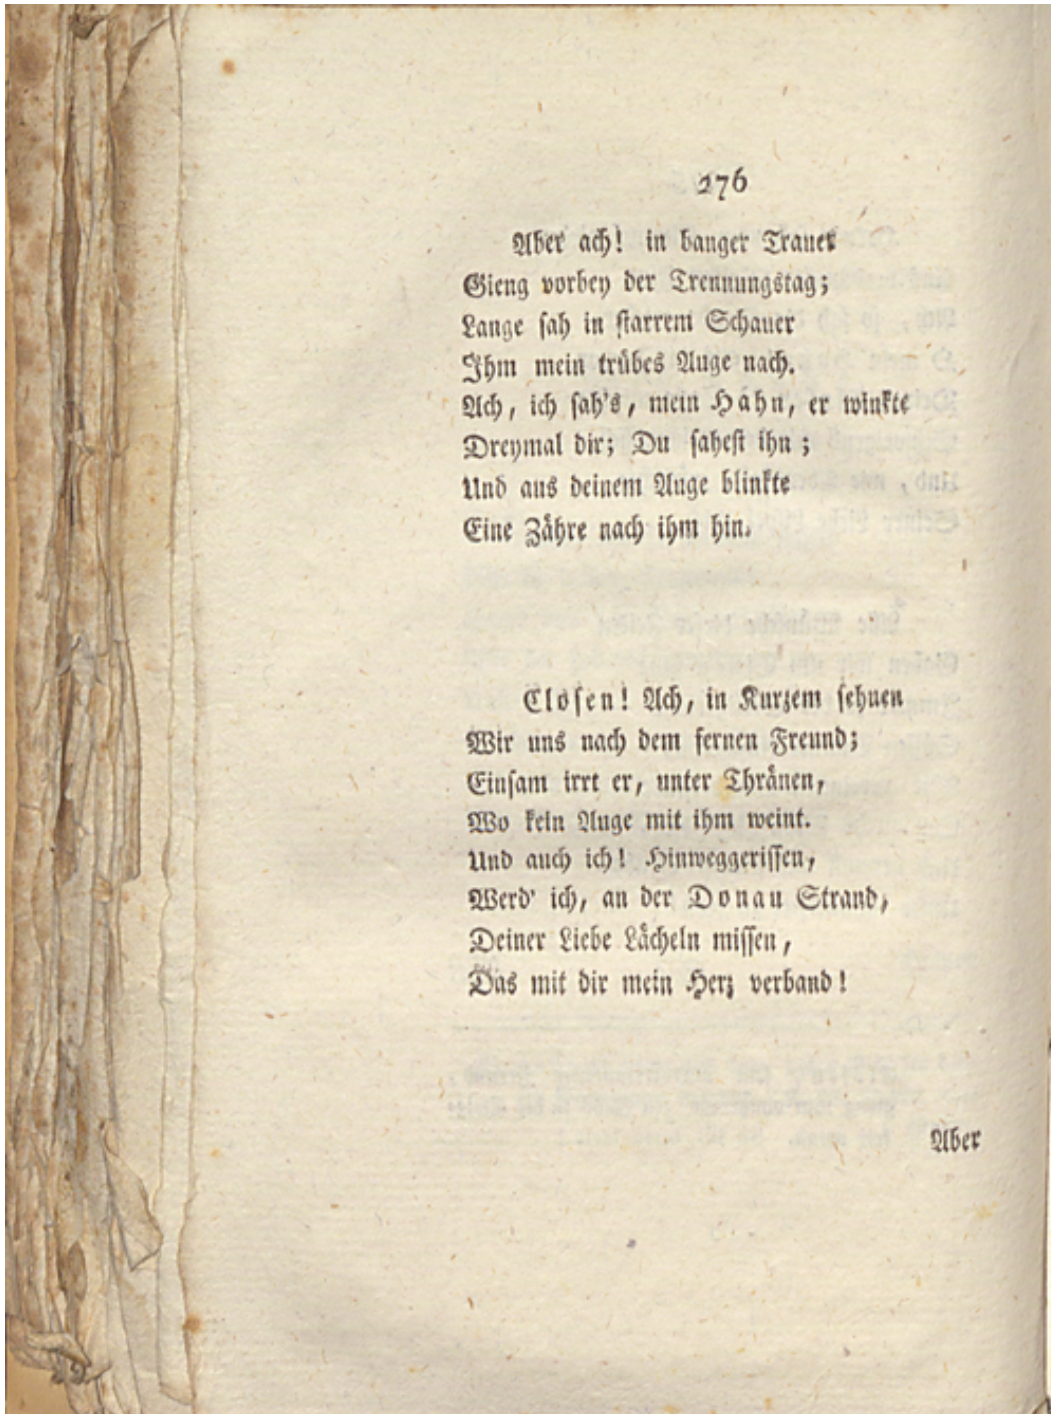 276
Aber ach! in banger Trauer
Gieng vorbey der Trennungstag;
Lange sah in starrem Schauer
Ihm mein trübes Auge nach.
Ach, ich sah's, mein Hahn, er winkte
Dreymal dir; Du sahest ihn;
Und aus deinem Auge blinkte
Eine Zähre nach ihm hin.
Closen! Ach, in Kurzem sehnen
Wir uns nach dem fernen Freund;
Einsam irrt er, unter Thränen,
Wo kein Auge mit ihm weint.
Und auch ich! Hinweggerissen,
Werd' ich, an der Donau Strand,
Deiner Liebe Lächeln missen,
Das mit dir mein Herz verband!
Aber